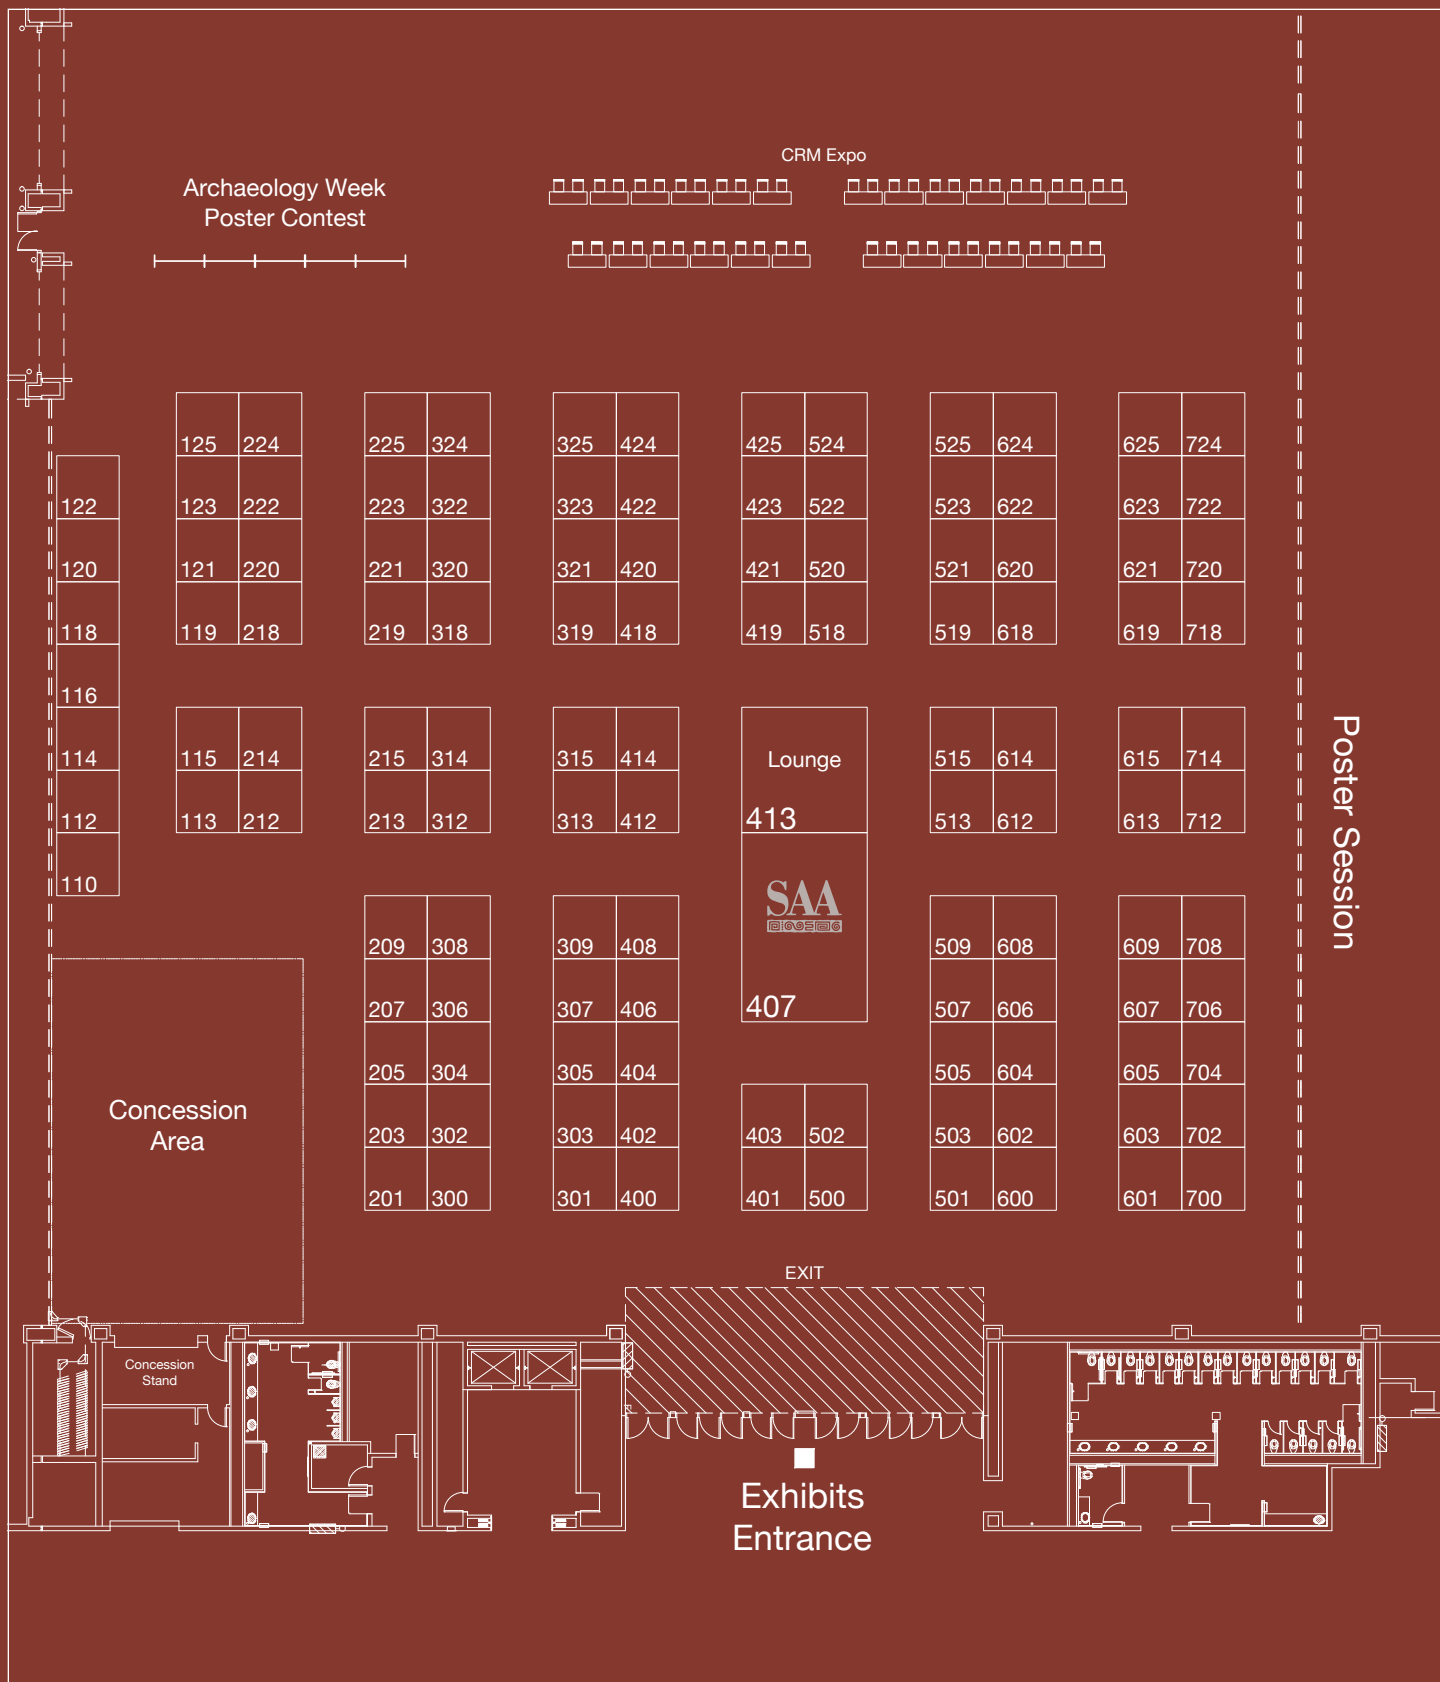 CRM Expo
Archaeology Week
Poster Contest
125 224 225 324 325 424 425 524 525 624 625 724
122 123 222 223 322 323 422 423 522 523 622 623 722
120 121 220 221 320 321 420 421 520 521 620 621 720
118 119 218 219 318 319 418 419 518 519 618 619 718
116
114 115 214 215 314 315 414 Lounge 515 614 615 714
112 113 212 213 312 313 412 413 513 612 613 712
110
Poster Session
SAA
209 308 309 408 509 608 609 708
207 306 307 406 407 507 606 607 706
205 304 305 404 505 604 605 704
Concession
Area
203 302 303 402 403 502 503 602 603 702
201 300 301 400 401 500 501 600 601 700
EXIT
Concession
Stand
Exhibits
Entrance